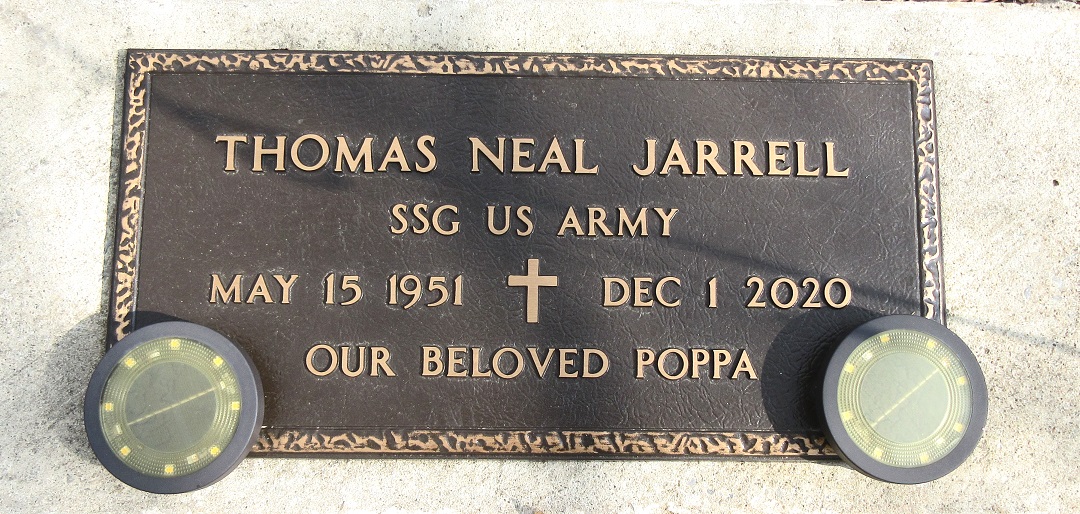 THOMAS NEAL JARRELL
SSG US ARMY
MAY 15 1951 DEC 1 2020
OUR BELOVED POPPA